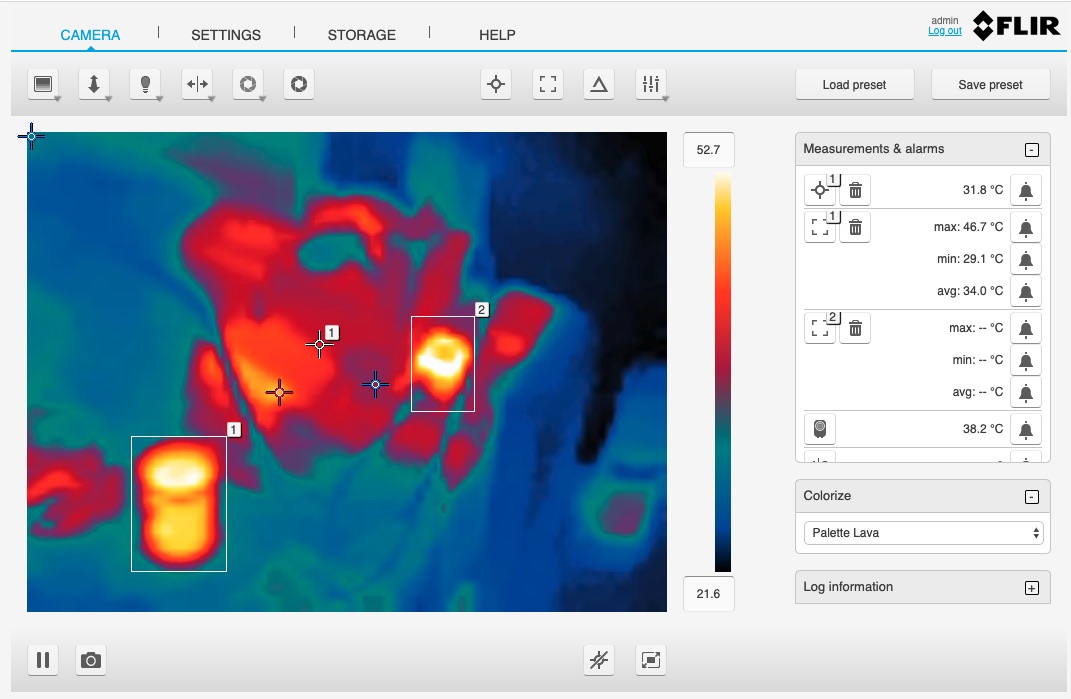 CAMERA
SETTINGS
STORAGE
HELP
admin
Log out
FLIR
Load preset
Save preset
52.7
21.6
1
2
1
Measurements & alarms
1
31.8 °C
1
max: 46.7 °C
min: 29.1 °C
avg: 34.0 °C
2
max: -- °C
min: -- °C
avg: -- °C
38.2 °C
Colorize
Palette Lava
Log information